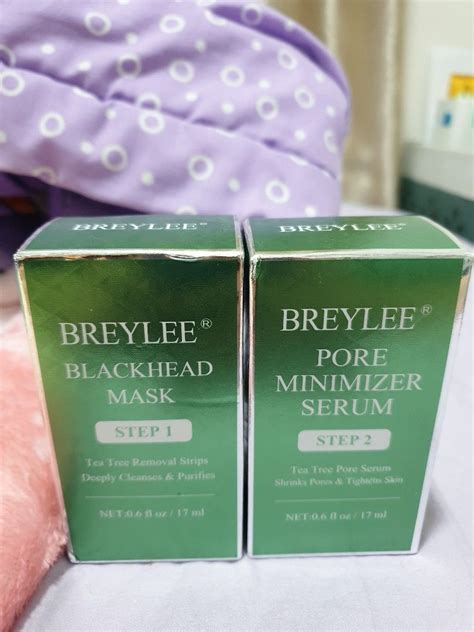 BREYLEE®
BREYLEE®
BLACKHEAD
MASK
STEP 1
Tea Tree Removal Strips
Deeply Cleanses & Purifies
NET:0.6 fl oz / 17 ml
BREYLEE®
BREYLEE®
PORE
MINIMIZER
SERUM
STEP 2
Tea Tree Pore Serum
Shrinks Pores & Tightens Skin
NET:0.6 fl oz / 17 ml